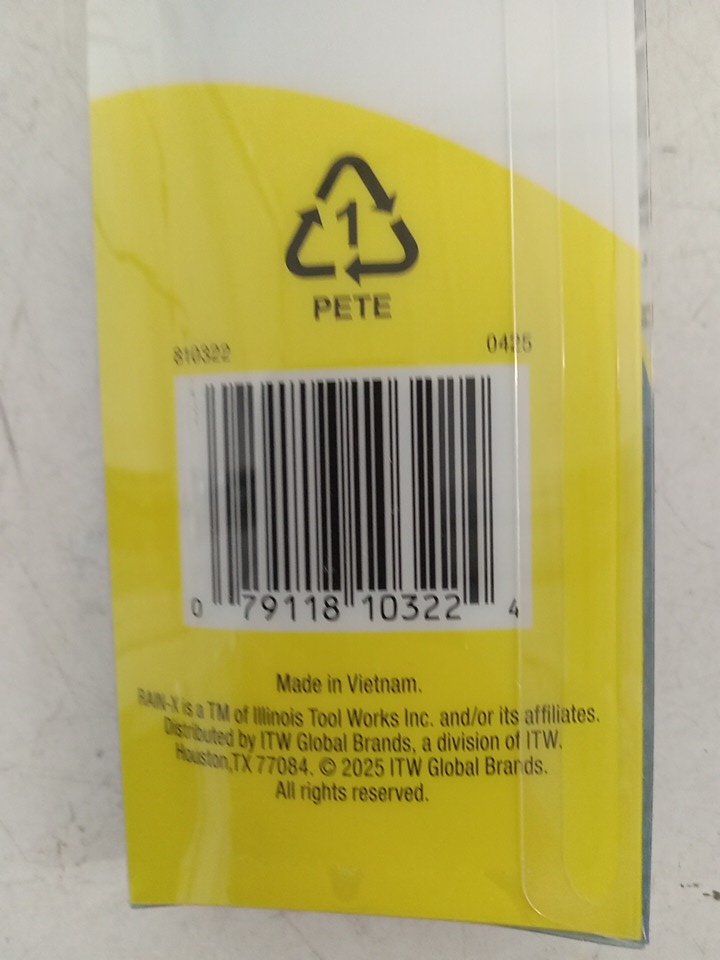 1
PETE
810322 0425
0 79118 10322 4
Made in Vietnam.
RAIN-X is a TM of Illinois Tool Works Inc. and/or its affiliates.
Distributed by ITW Global Brands, a division of ITW.
Houston,TX 77084. © 2025 ITW Global Brands.
All rights reserved.